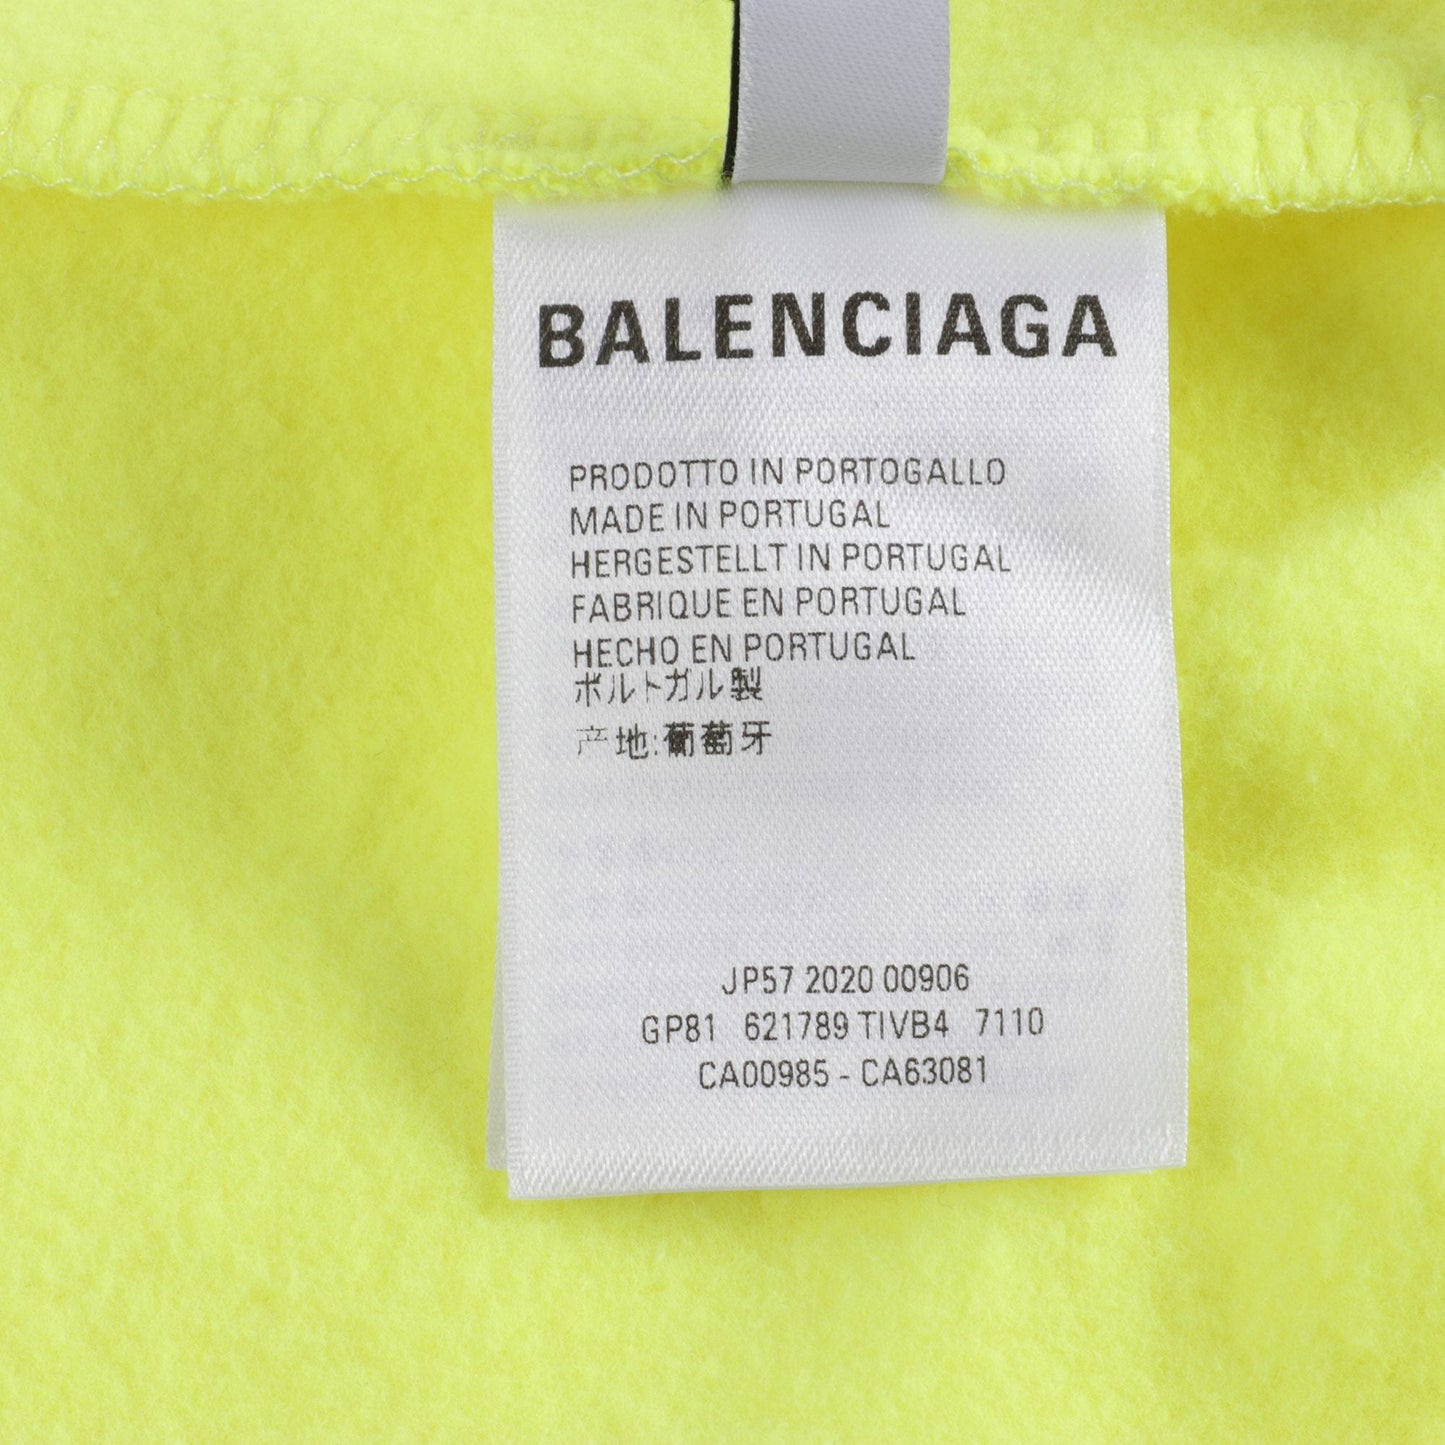 BALENCIAGA
PRODOTTO IN PORTOGALLO
MADE IN PORTUGAL
HERGESTELLT IN PORTUGAL
FABRIQUE EN PORTUGAL
HECHO EN PORTUGAL
ポルトガル製
产地:葡萄牙
JP57 2020 00906
GP81 621789 TIVB4 7110
CA00985 - CA63081